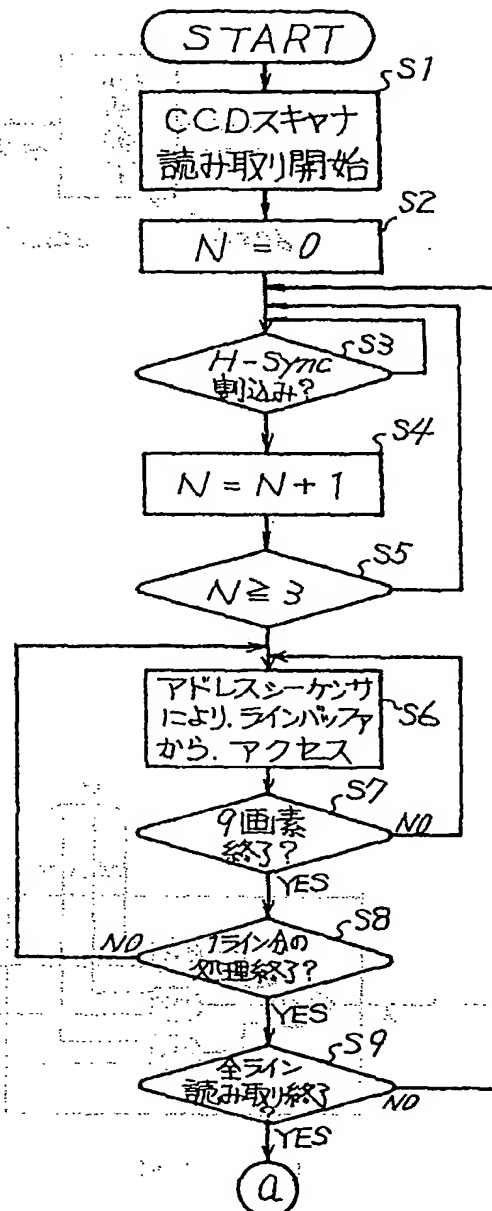 START
S1
CCDスキャナ
読み取り開始
S2
N = 0
S3
H-Sync
割込み?
S4
N = N + 1
S5
N ≧ 3
アドレスシーケンサ
により、ラインバッファ
から、アクセス
S6
S7
9画素
終了?
NO
YES
S8
1ライン分の
処理終了?
NO
YES
S9
全ライン
読み取り終了
?
NO
YES
a